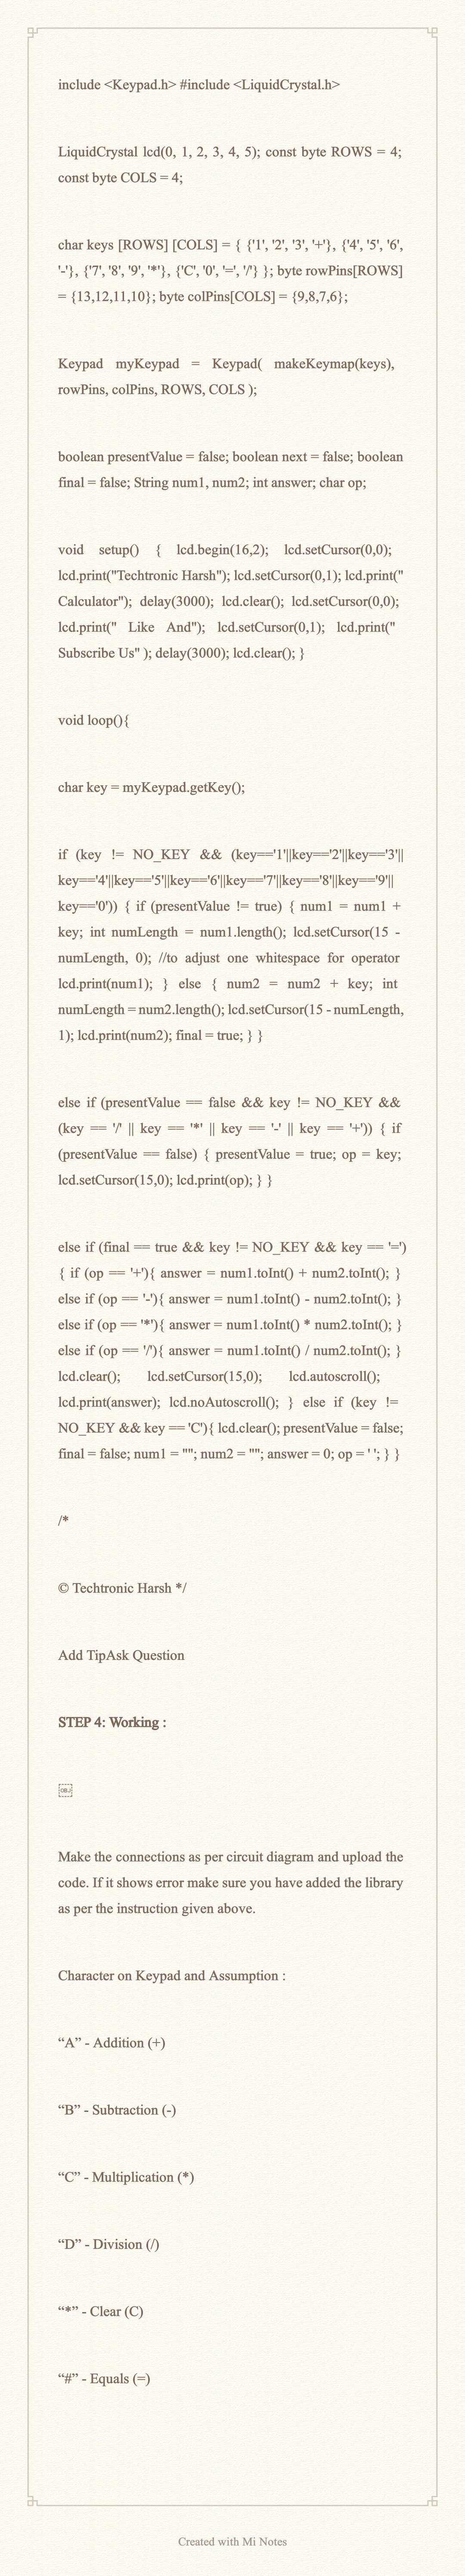 include <Keypad.h> #include <LiquidCrystal.h>
LiquidCrystal lcd(0, 1, 2, 3, 4, 5); const byte ROWS = 4;
const byte COLS = 4;
char keys [ROWS] [COLS] = { {'1', '2', '3', '+'}, {'4', '5', '6',
'-'}, {'7', '8', '9', '*'}, {'C', '0', '=', '/'} }; byte rowPins[ROWS]
= {13,12,11,10}; byte colPins[COLS] = {9,8,7,6};
Keypad myKeypad = Keypad( makeKeymap(keys),
rowPins, colPins, ROWS, COLS );
boolean presentValue = false; boolean next = false; boolean
final = false; String num1, num2; int answer; char op;
void setup() { lcd.begin(16,2); lcd.setCursor(0,0);
lcd.print("Techtronic Harsh"); lcd.setCursor(0,1); lcd.print("
Calculator"); delay(3000); lcd.clear(); lcd.setCursor(0,0);
lcd.print(" Like And"); lcd.setCursor(0,1); lcd.print("
Subscribe Us" ); delay(3000); lcd.clear(); }
void loop(){
char key = myKeypad.getKey();
if (key != NO_KEY && (key=='1'||key=='2'||key=='3'||
key=='4'||key=='5'||key=='6'||key=='7'||key=='8'||key=='9'||
key=='0')) { if (presentValue != true) { num1 = num1 +
key; int numLength = num1.length(); lcd.setCursor(15 -
numLength, 0); //to adjust one whitespace for operator
lcd.print(num1); } else { num2 = num2 + key; int
numLength = num2.length(); lcd.setCursor(15 - numLength,
1); lcd.print(num2); final = true; } }
else if (presentValue == false && key != NO_KEY &&
(key == '/' || key == '*' || key == '-' || key == '+')) { if
(presentValue == false) { presentValue = true; op = key;
lcd.setCursor(15,0); lcd.print(op); } }
else if (final == true && key != NO_KEY && key == '=')
{ if (op == '+'){ answer = num1.toInt() + num2.toInt(); }
else if (op == '-'){ answer = num1.toInt() - num2.toInt(); }
else if (op == '*'){ answer = num1.toInt() * num2.toInt(); }
else if (op == '/'){ answer = num1.toInt() / num2.toInt(); }
lcd.clear(); lcd.setCursor(15,0); lcd.autoscroll();
lcd.print(answer); lcd.noAutoscroll(); } else if (key !=
NO_KEY && key == 'C'){ lcd.clear(); presentValue = false;
final = false; num1 = ""; num2 = ""; answer = 0; op = ' '; } }
/*
© Techtronic Harsh */
Add TipAsk Question
STEP 4: Working :
Make the connections as per circuit diagram and upload the
code. If it shows error make sure you have added the library
as per the instruction given above.
Character on Keypad and Assumption :
“A” - Addition (+)
“B” - Subtraction (-)
“C” - Multiplication (*)
“D” - Division (/)
“*” - Clear (C)
“#” - Equals (=)
Created with Mi Notes